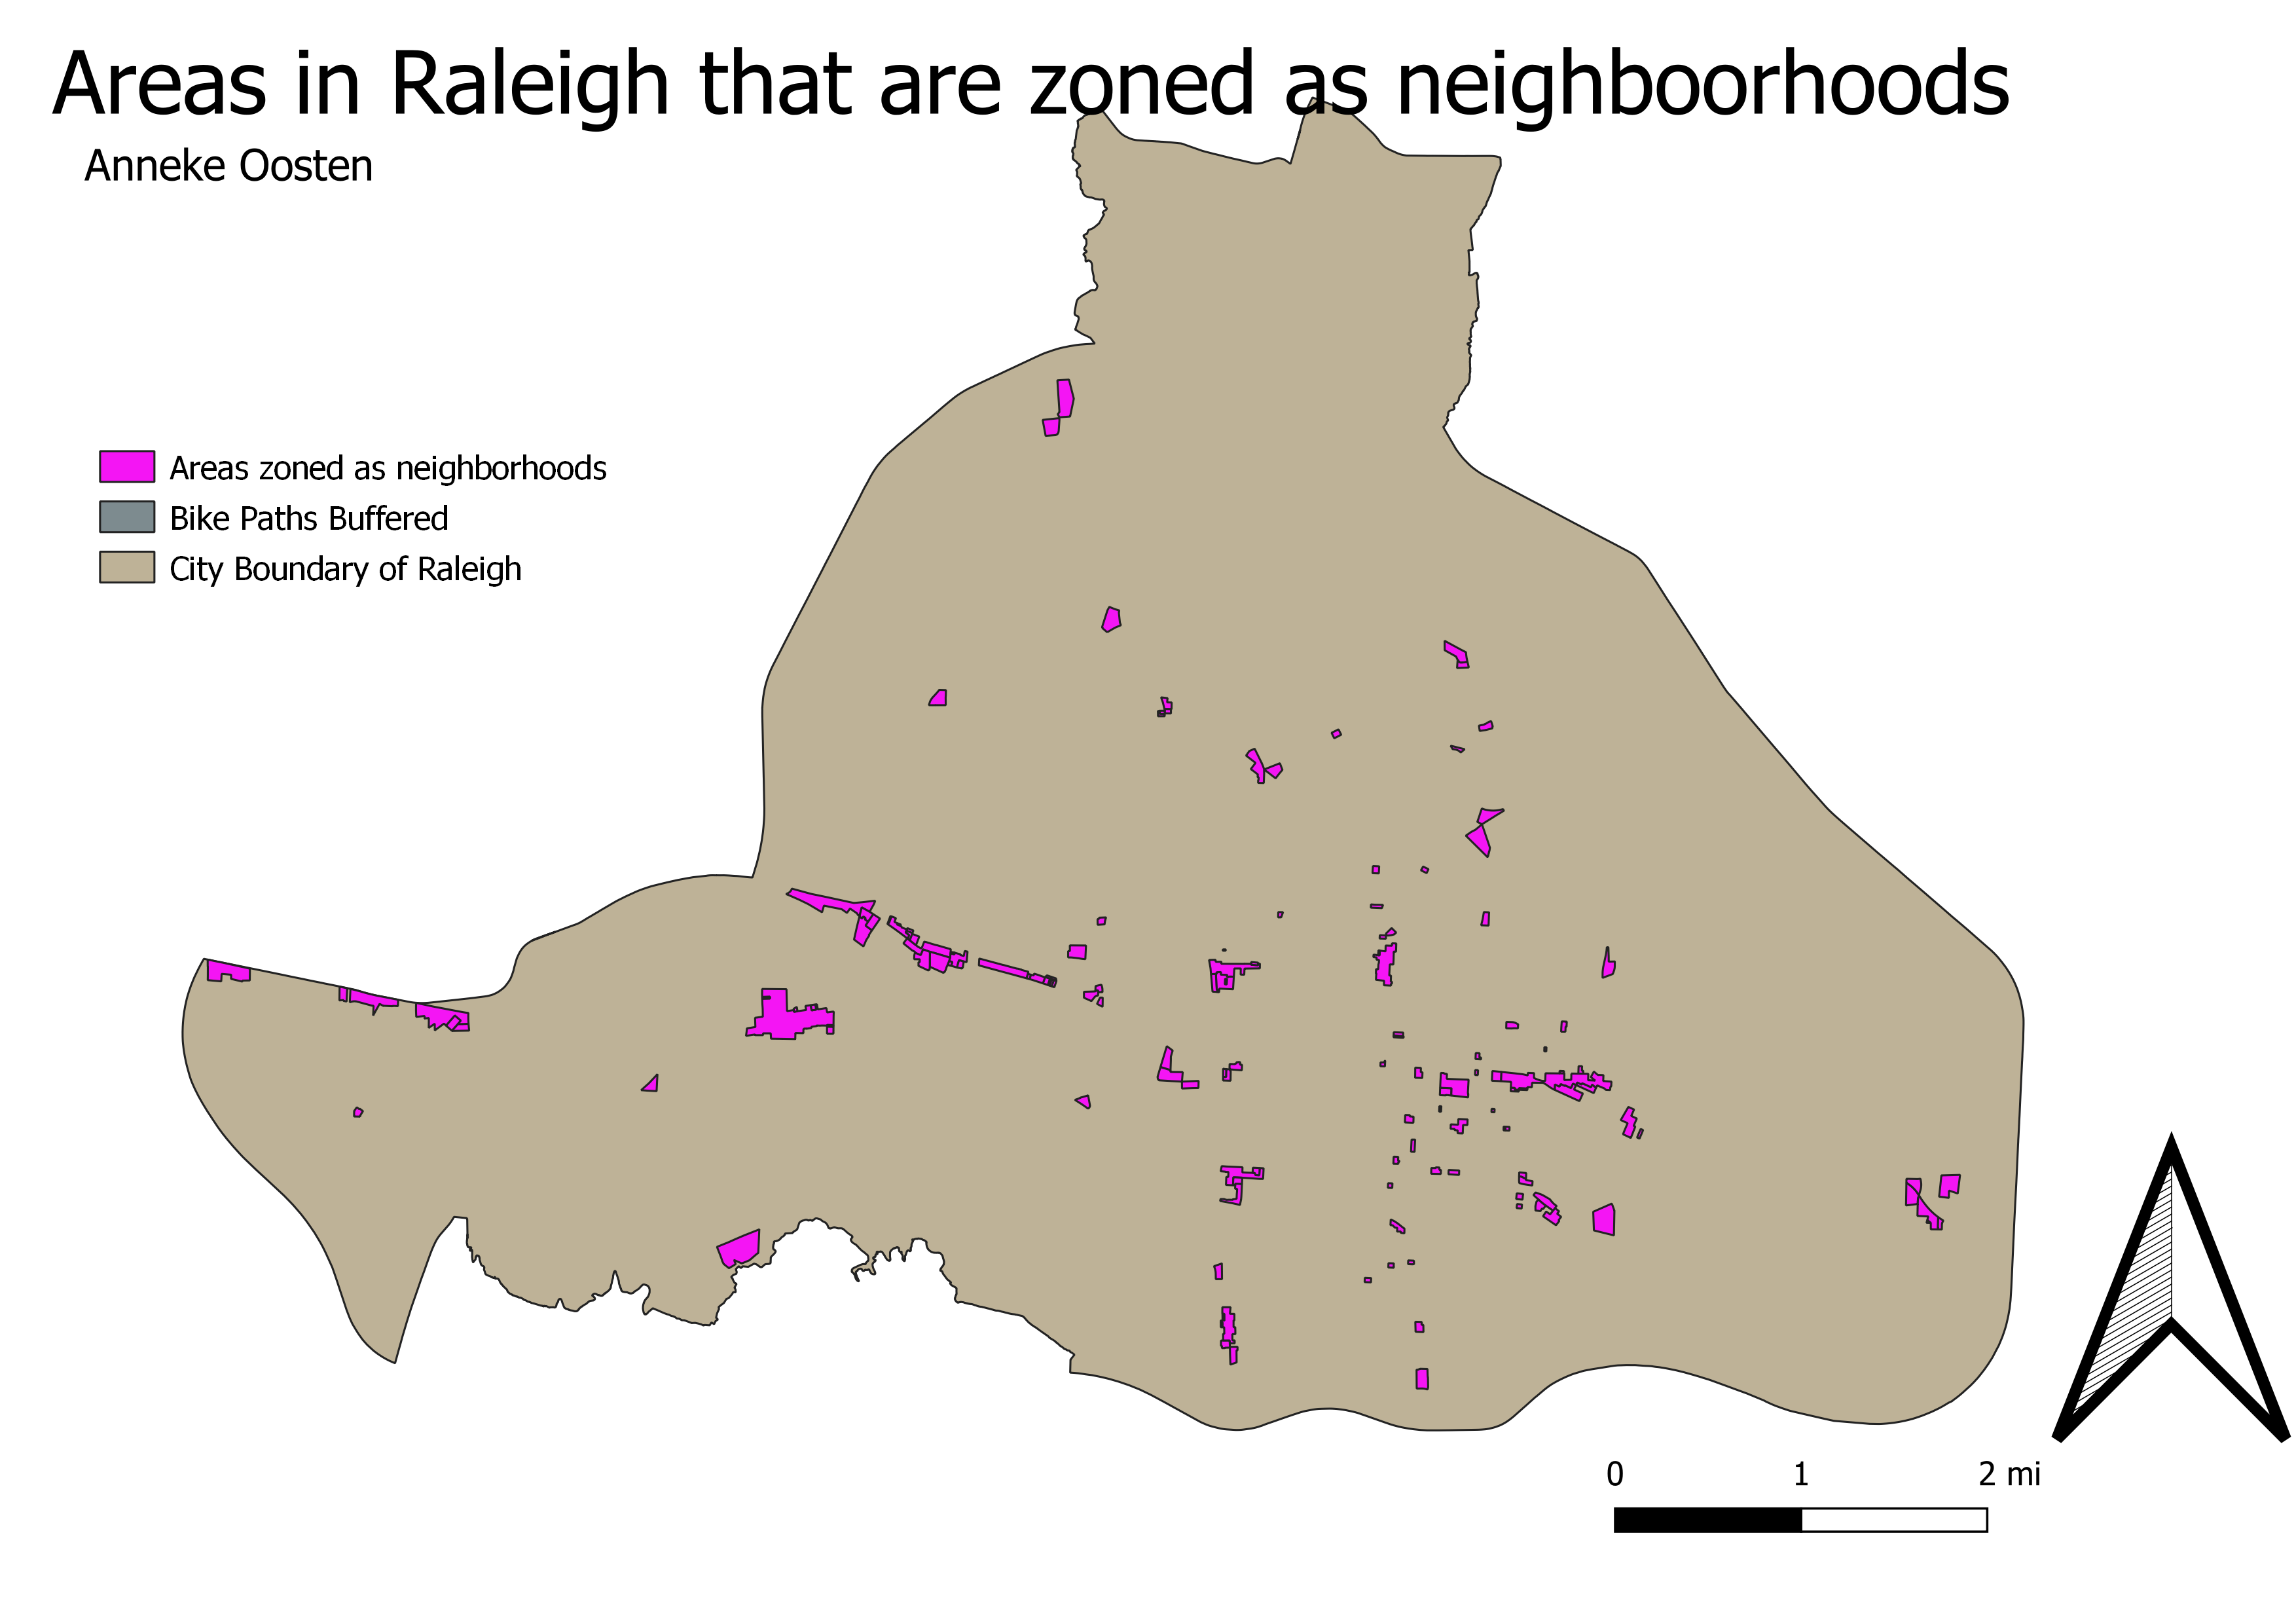 Areas in Raleigh that are zoned as neighboorhoods
Anneke Oosten
Areas zoned as neighborhoods
Bike Paths Buffered
City Boundary of Raleigh
0 1 2 mi